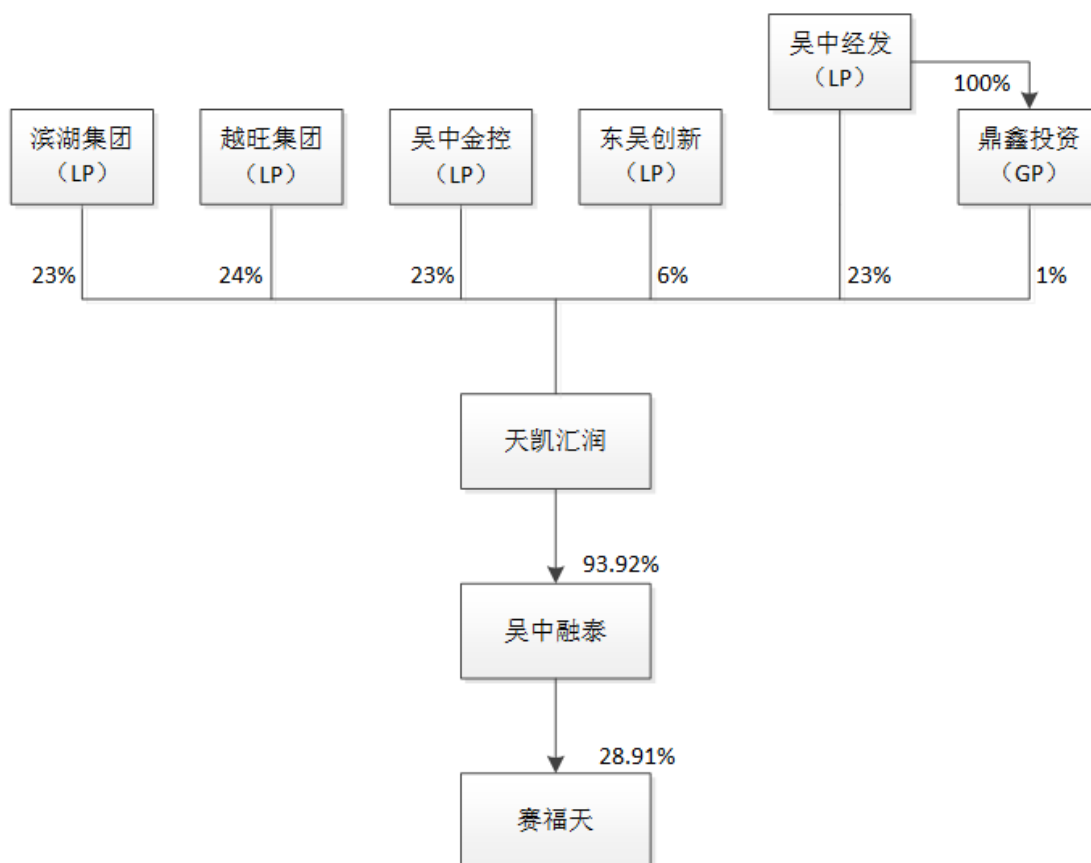 吴中经发
（LP）
100%
滨湖集团
（LP）
越旺集团
（LP）
吴中金控
（LP）
东吴创新
（LP）
鼎鑫投资
（GP）
23%
24%
23%
6%
23%
1%
天凯汇润
93.92%
吴中融泰
28.91%
赛福天